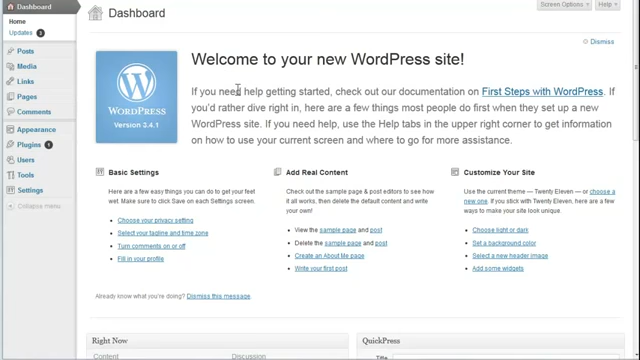 Dashboard
Home
Updates 3
Posts
Media
Links
Pages
Comments
Appearance
Plugins 1
Users
Tools
Settings
Collapse menu
Dashboard
Screen Options
Help
Dismiss
WORDPRESS
Version 3.4.1
Welcome to your new WordPress site!
If you need help getting started, check out our documentation on First Steps with WordPress. If
you'd rather dive right in, here are a few things most people do first when they set up a new
WordPress site. If you need help, use the Help tabs in the upper right corner to get information
on how to use your current screen and where to go for more assistance.
Basic Settings
Here are a few easy things you can do to get your feet
wet. Make sure to click Save on each Settings screen.
Choose your privacy setting
Select your tagline and time zone
Turn comments on or off
Fill in your profile
Add Real Content
Check out the sample page & post editors to see how
it all works, then delete the default content and write
your own!
View the sample page and post
Delete the sample page and post
Create an About Me page
Write your first post
Customize Your Site
Use the current theme — Twenty Eleven — or choose a
new one. If you stick with Twenty Eleven, here are a few
ways to make your site look unique.
Choose light or dark
Set a background color
Select a new header image
Add some widgets
Already know what you're doing? Dismiss this message.
Right Now
Content
Discussion
QuickPress
Title